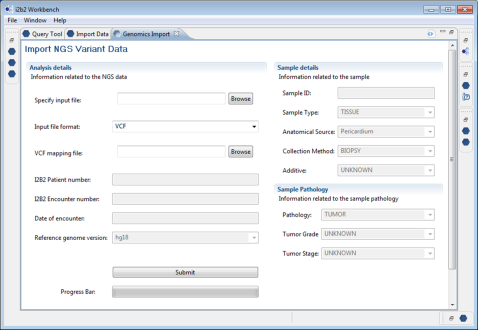 i2b2 Workbench
File Window Help
Query Tool Import Data Genomics Import
Import NGS Variant Data
Analysis details
Information related to the NGS data
Specify input file: Browse
Input file format: VCF
VCF mapping file: Browse
I2B2 Patient number:
I2B2 Encounter number:
Date of encounter:
Reference genome version: hg18
Submit
Progress Bar:
Sample details
Information related to the sample
Sample ID:
Sample Type: TISSUE
Anatomical Source: Pericardium
Collection Method: BIOPSY
Additive: UNKNOWN
Sample Pathology
Information related to the sample pathology
Pathology: TUMOR
Tumor Grade UNKNOWN
Tumor Stage: UNKNOWN